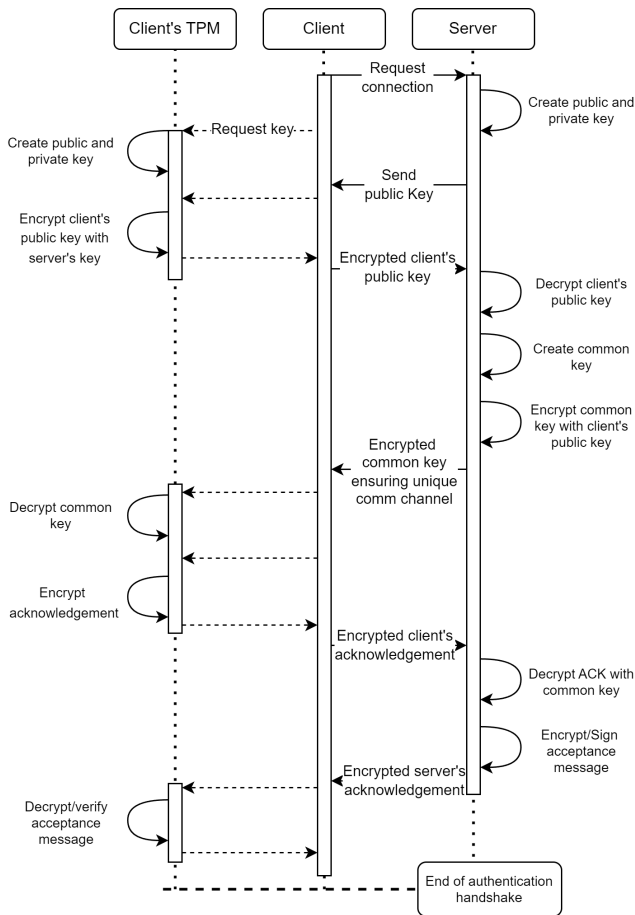 Client's TPM
Client
Server
Request
connection
Create public and
private key
Request key
Create public and
private key
Send
public Key
Encrypt client's
public key with
server's key
Encrypted client's
public key
Decrypt client's
public key
Create common
key
Encrypt common
key with client's
public key
Encrypted
common key
ensuring unique
comm channel
Decrypt common
key
Encrypt
acknowledgement
Encrypted client's
acknowledgement
Decrypt ACK with
common key
Encrypt/Sign
acceptance
message
Encrypted server's
acknowledgement
Decrypt/verify
acceptance
message
End of authentication
handshake